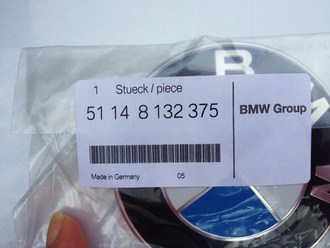 1 Stueck / piece
51 14 8 132 375
BMW Group
Made in Germany 05
B M